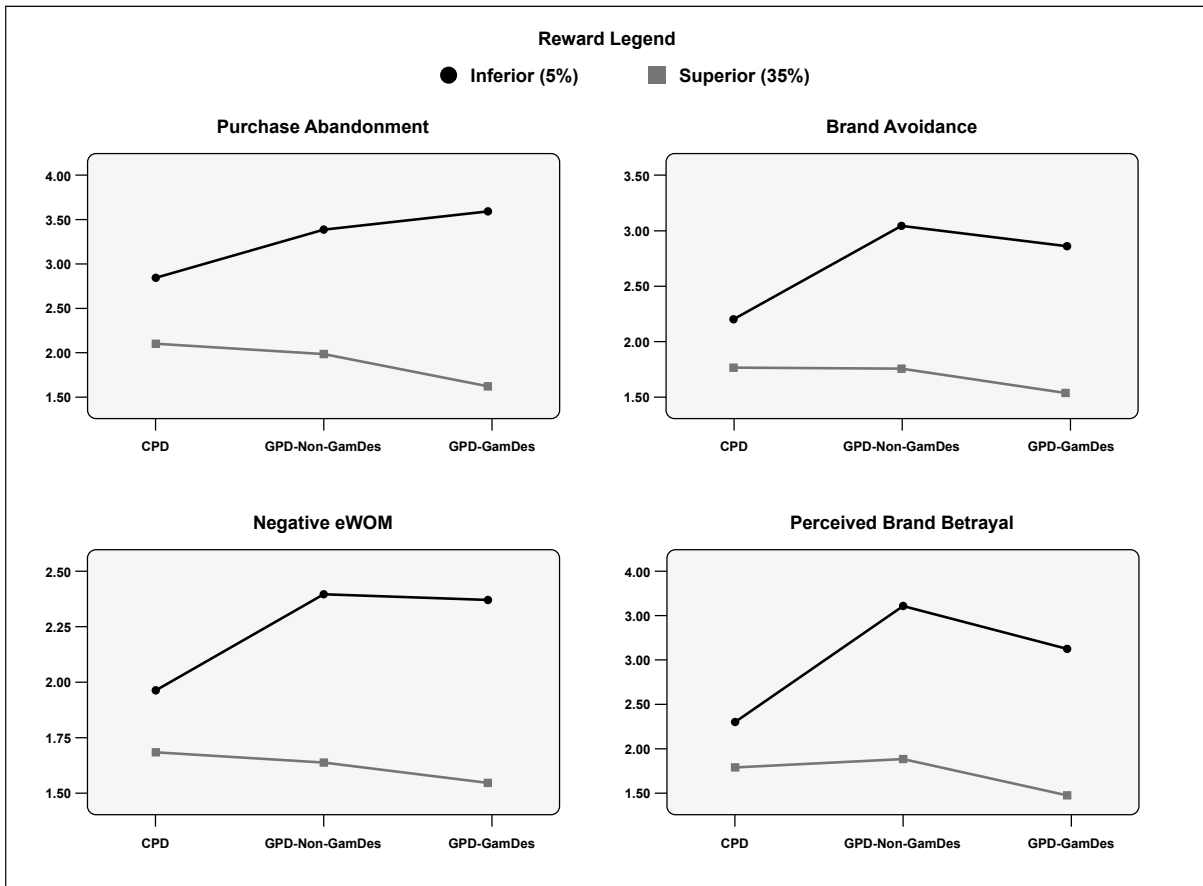 Reward Legend
Inferior (5%) Superior (35%)
Purchase Abandonment
4.00
3.50
3.00
2.50
2.00
1.50
CPD GPD-Non-GamDes GPD-GamDes
Brand Avoidance
3.50
3.00
2.50
2.00
1.50
CPD GPD-Non-GamDes GPD-GamDes
Negative eWOM
2.50
2.25
2.00
1.75
1.50
CPD GPD-Non-GamDes GPD-GamDes
Perceived Brand Betrayal
4.00
3.00
3.00
2.50
2.00
1.50
CPD GPD-Non-GamDes GPD-GamDes